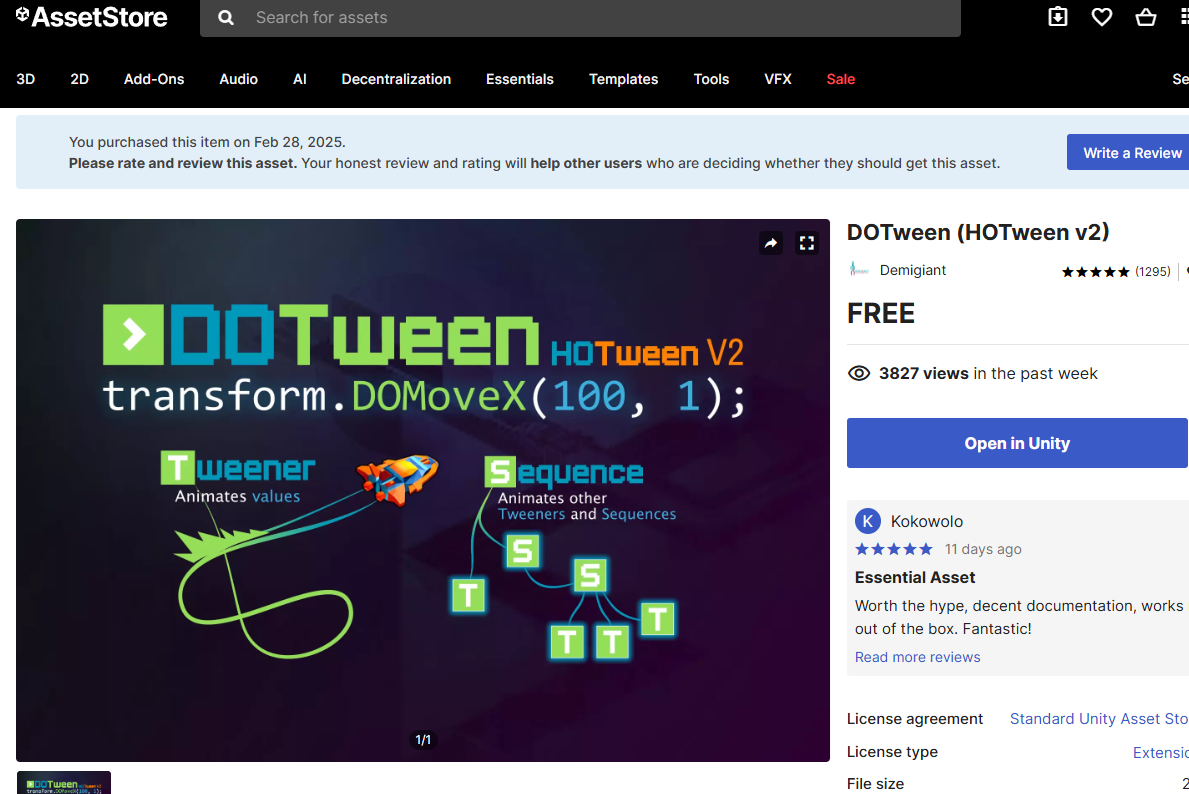 AssetStore
Search for assets
3D 2D Add-Ons Audio AI Decentralization Essentials Templates Tools VFX Sale Se
You purchased this item on Feb 28, 2025.
Please rate and review this asset. Your honest review and rating will help other users who are deciding whether they should get this asset.
Write a Review
DOTween HOTween V2
transform.DOMoveX(100, 1);
Tweener
Animates values
Sequence
Animates other
Tweeners and Sequences
S
S
T
T
T
T
1/1
DOTween (HOTween v2)
Demigiant
(1295)
FREE
3827 views in the past week
Open in Unity
K Kokowolo
11 days ago
Essential Asset
Worth the hype, decent documentation, works
out of the box. Fantastic!
Read more reviews
License agreement Standard Unity Asset Sto
License type Extensio
File size 2
DOTween
transform.DOMoveX(100, 1);